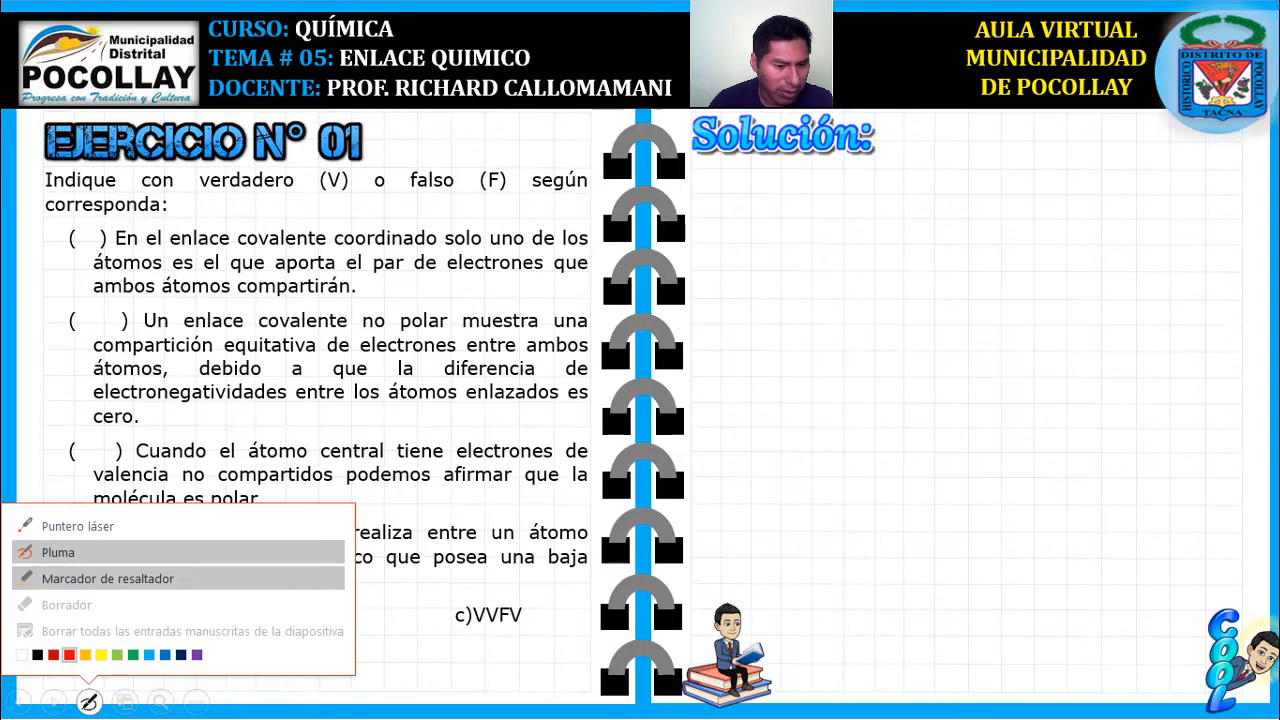 Municipalidad
Distrital
POCOLLAY
Progresa con Tradición y Cultura
CURSO: QUÍMICA
TEMA # 05: ENLACE QUIMICO
DOCENTE: PROF. RICHARD CALLOMAMANI
AULA VIRTUAL
MUNICIPALIDAD
DE POCOLLAY
DISTRITO DE
HISTORICO
POCOLLAY
TACNA
EJERCICIO N° 01
Indique con verdadero (V) o falso (F) según
corresponda:
( ) En el enlace covalente coordinado solo uno de los
átomos es el que aporta el par de electrones que
ambos átomos compartirán.
( ) Un enlace covalente no polar muestra una
compartición equitativa de electrones entre ambos
átomos, debido a que la diferencia de
electronegatividades entre los átomos enlazados es
cero.
( ) Cuando el átomo central tiene electrones de
valencia no compartidos podemos afirmar que la
molécula es polar.
realiza entre un átomo
co que posea una baja
c)VVFV
Puntero láser
Pluma
Marcador de resaltador
Borrador
Borrar todas las entradas manuscritas de la diapositiva
Solución:
COOL